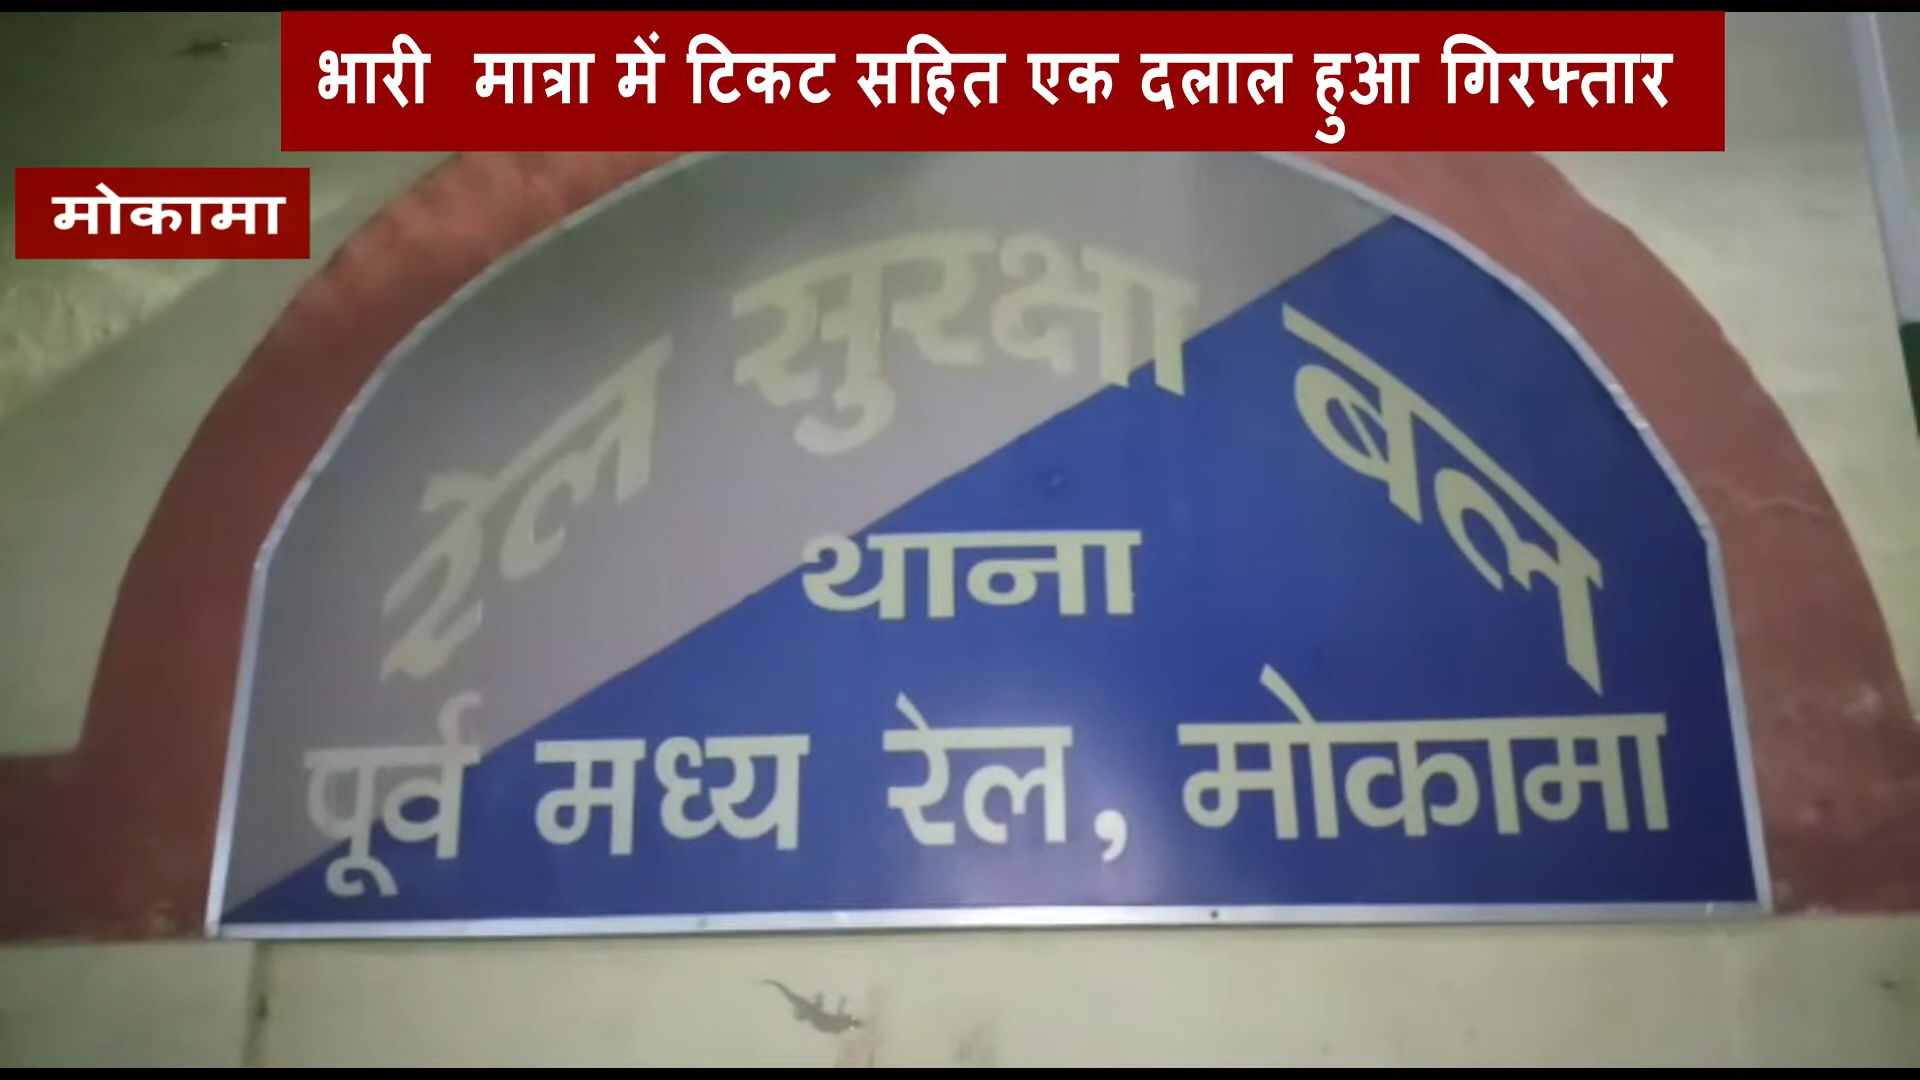 भारी मात्रा में टिकट सहित एक दलाल हुआ गिरफ्तार
मोकामा
रेल सुरक्षा बल
थाना
पूर्व मध्य रेल, मोकामा